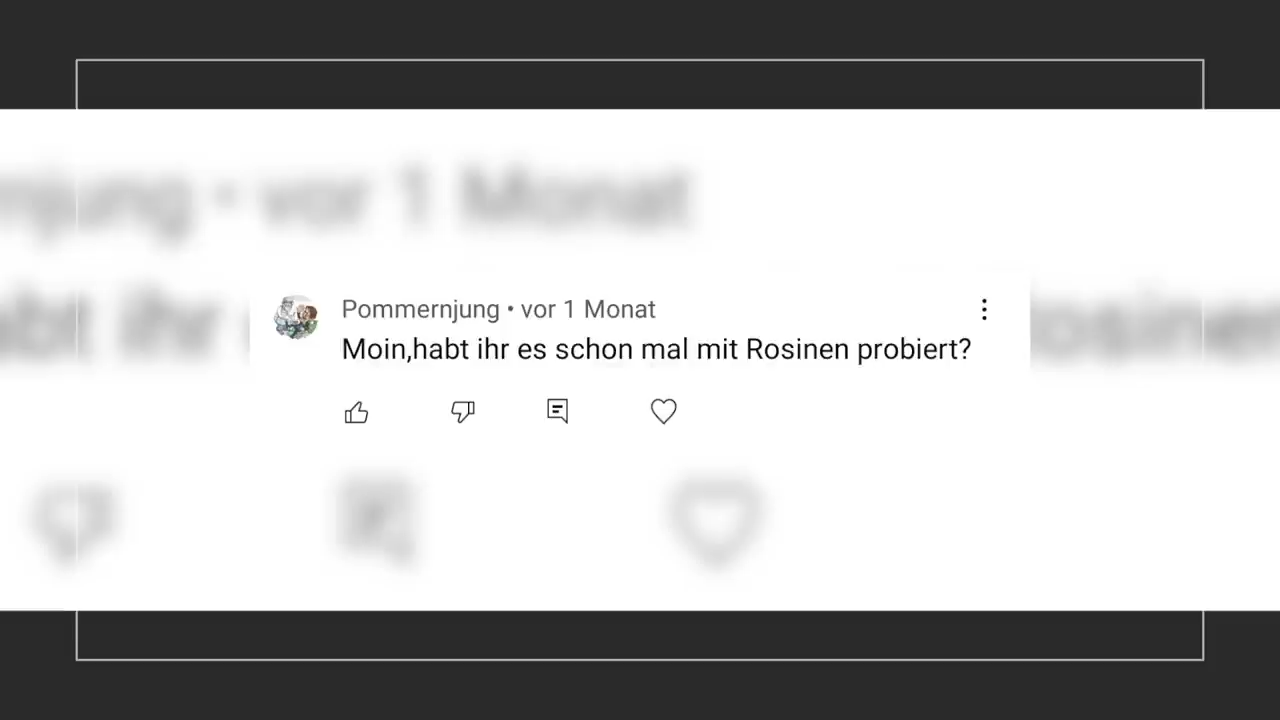 Pommernjung • vor 1 Monat
Moin,habt ihr es schon mal mit Rosinen probiert?